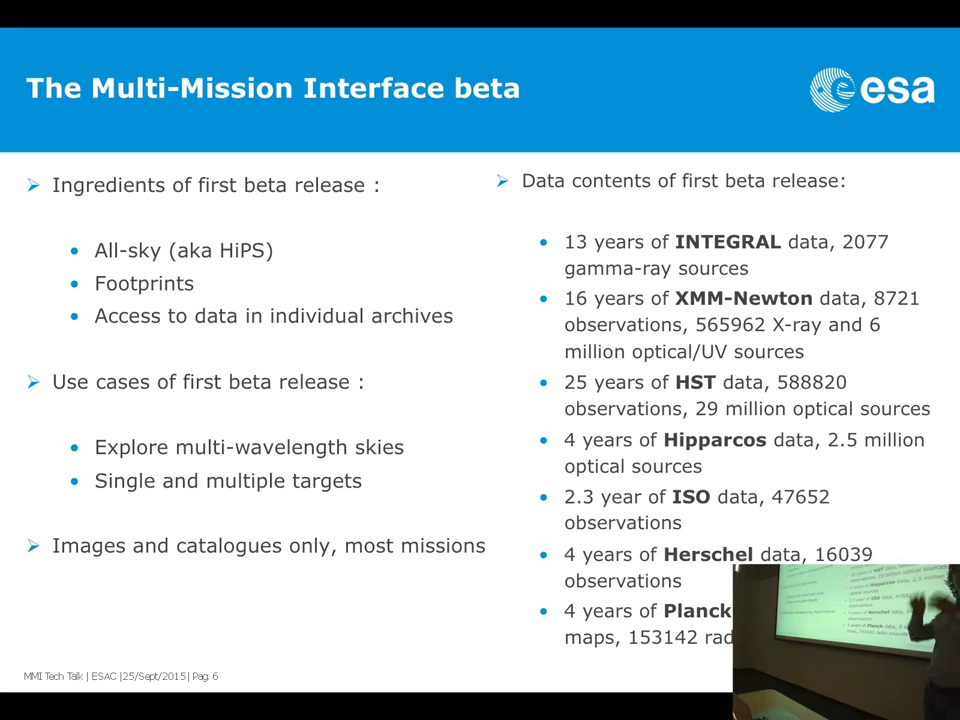 The Multi-Mission Interface beta
esa
Ingredients of first beta release :
All-sky (aka HiPS)
Footprints
Access to data in individual archives
Use cases of first beta release :
Explore multi-wavelength skies
Single and multiple targets
Images and catalogues only, most missions
Data contents of first beta release:
13 years of INTEGRAL data, 2077
gamma-ray sources
16 years of XMM-Newton data, 8721
observations, 565962 X-ray and 6
million optical/UV sources
25 years of HST data, 588820
observations, 29 million optical sources
4 years of Hipparcos data, 2.5 million
optical sources
2.3 year of ISO data, 47652
observations
4 years of Herschel data, 16039
observations
4 years of Planck
maps, 153142
MMI Tech Talk | ESAC |25/Sept/2015| Pag. 6